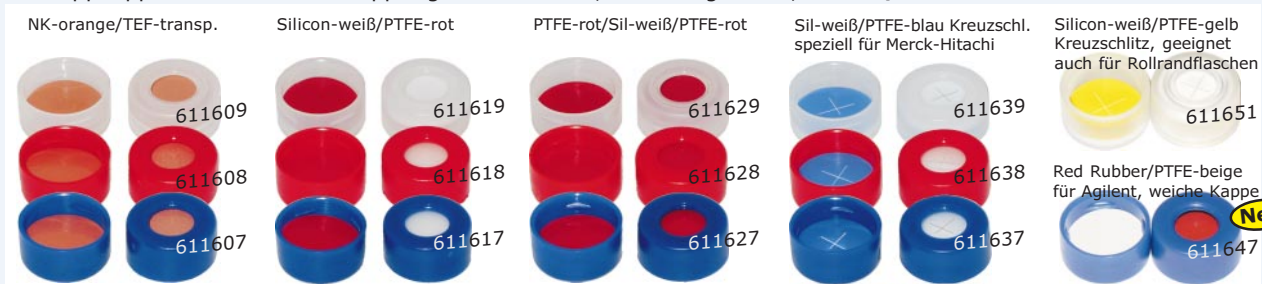 NK-orange/TEF-transp.
611609
611608
611607
Silicon-weiß/PTFE-rot
611619
611618
611617
PTFE-rot/Sil-weiß/PTFE-rot
611629
611628
611627
Sil-weiß/PTFE-blau Kreuzschl.
speziell für Merck-Hitachi
611639
611638
611637
Silicon-weiß/PTFE-gelb
Kreuzschlitz, geeignet
auch für Rollrandflaschen
611651
Red Rubber/PTFE-beige
für Agilent, weiche Kappe
611647